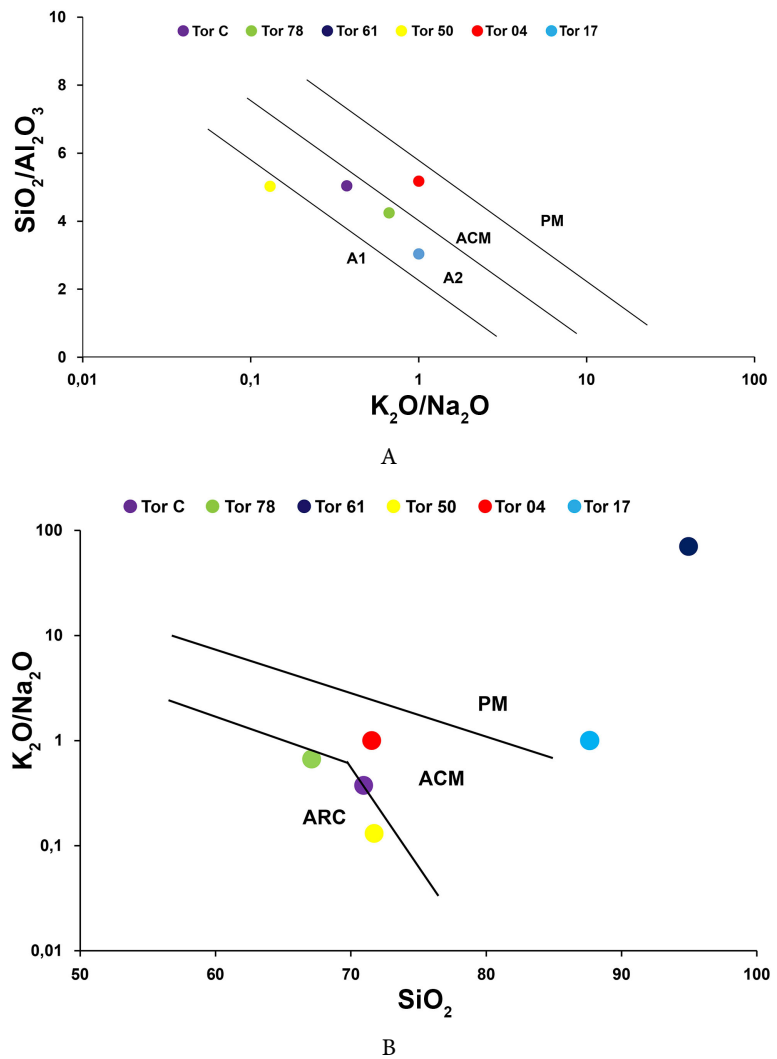 10
Tor C Tor 78 Tor 61 Tor 50 Tor 04 Tor 17
8
6
4
2
0
SiO₂/Al₂O₃
PM
ACM
A1
A2
0,01 0,1 1 10 100
K₂O/Na₂O
A
Tor C Tor 78 Tor 61 Tor 50 Tor 04 Tor 17
100
10
1
0,1
0,01
K₂O/Na₂O
PM
ACM
ARC
50 60 70 80 90 100
SiO₂
B